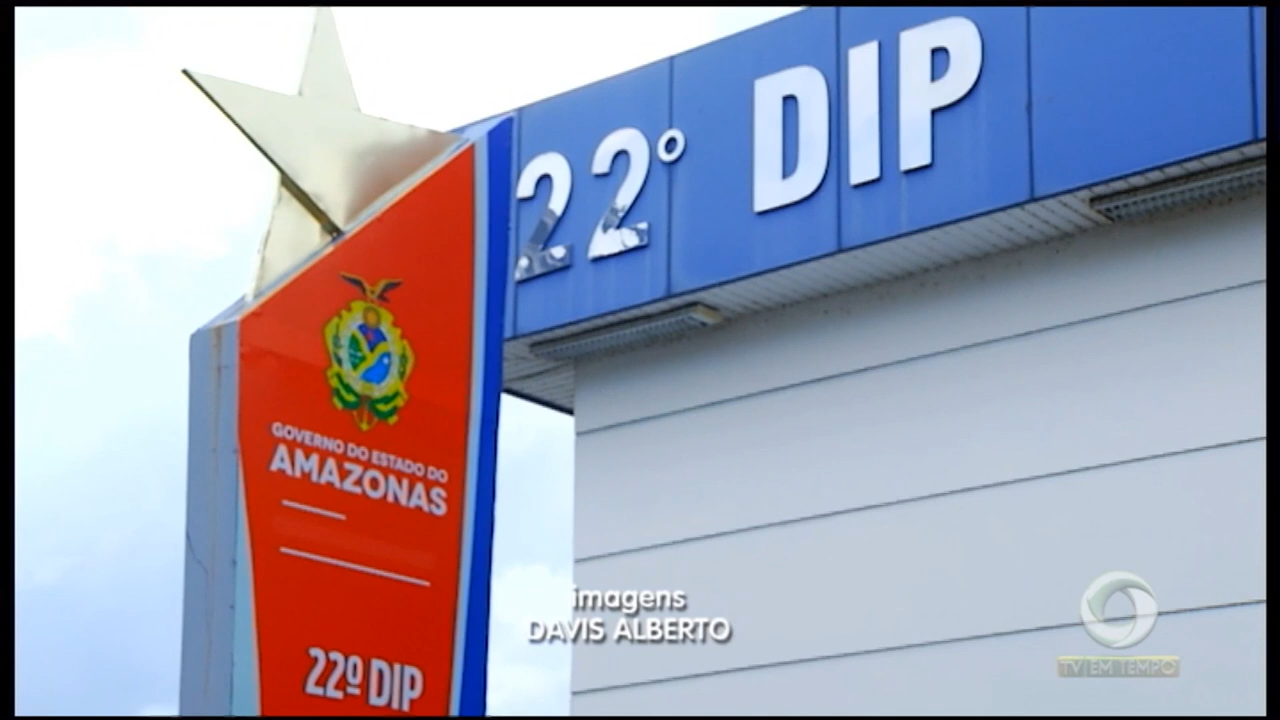 22° DIP
GOVERNO DO ESTADO DO
AMAZONAS
22º DIP
imagens
DAVIS ALBERTO
TV EM TEMPO